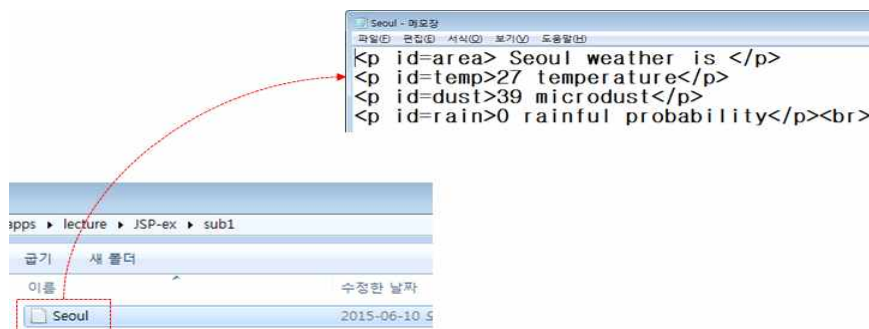 Seoul - 메모장
파일(F) 편집(E) 서식(O) 보기(V) 도움말(H)
<p id=area> Seoul weather is </p>
<p id=temp>27 temperature</p>
<p id=dust>39 microdust</p>
<p id=rain>0 rainful probability</p><br>
apps ▸ lecture ▸ JSP-ex ▸ sub1
굽기 새 폴더
이름 수정한 날짜
Seoul 2015-06-10